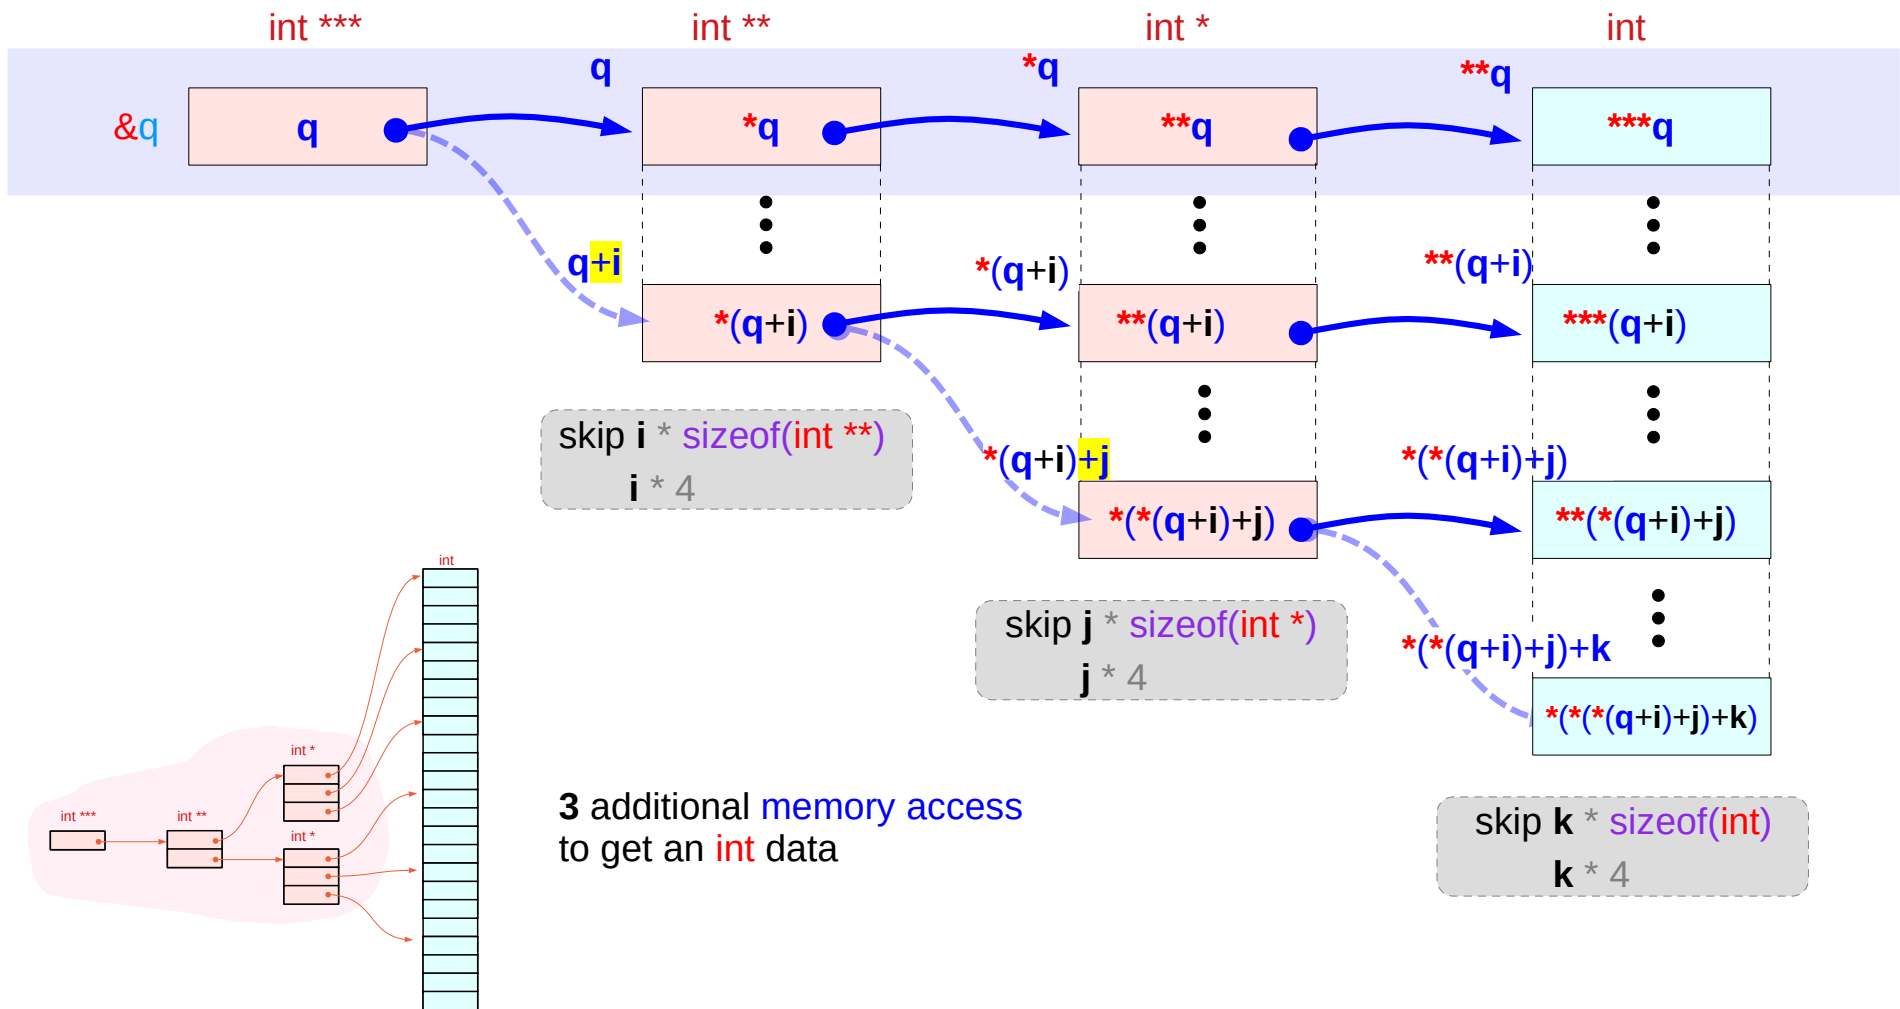 int ***
int **
int *
int
q
*q
**q
&q
q
*q
**q
***q
q+i
*(q+i)
**(q+i)
*(q+i)
**(q+i)
***(q+i)
skip i * sizeof(int **)
i * 4
*(q+i)+j
*(*(q+i)+j)
*(*(q+i)+j)
**(*(q+i)+j)
skip j * sizeof(int *)
j * 4
*(*(q+i)+j)+k
*(*(*(q+i)+j)+k)
skip k * sizeof(int)
k * 4
int
int *
int ***
int **
int *
3 additional memory access
to get an int data